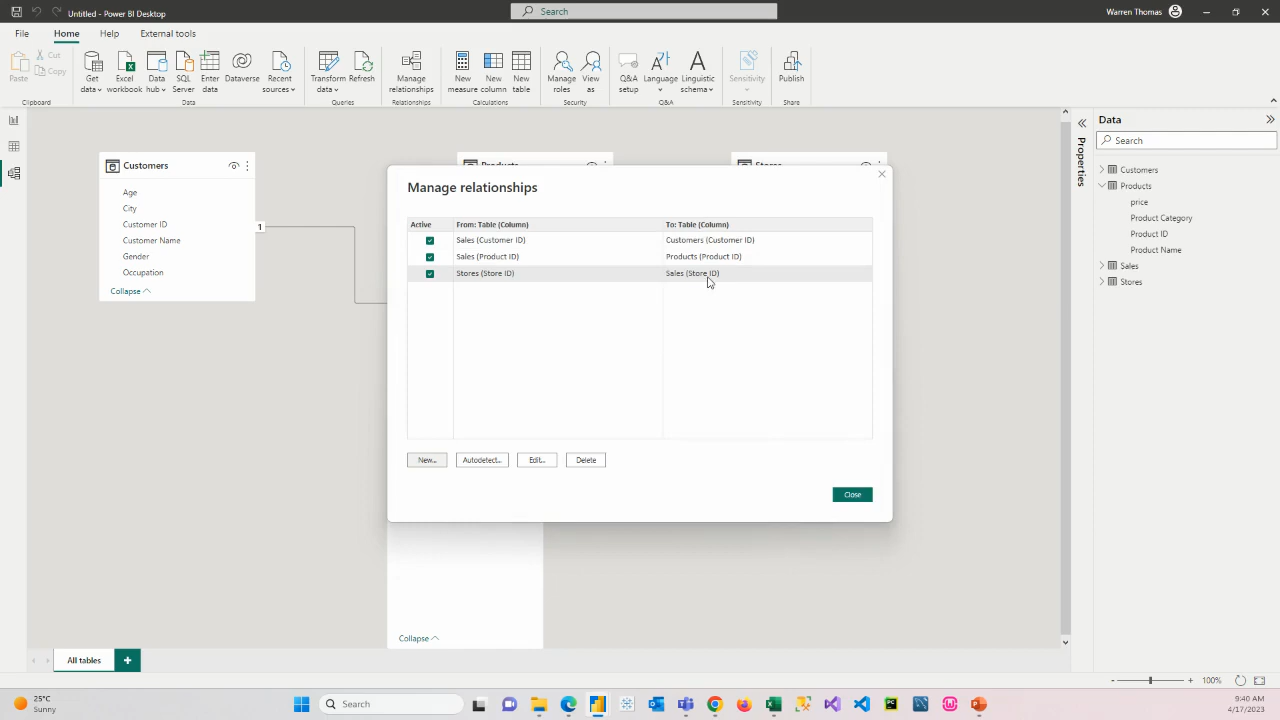 Untitled - Power BI Desktop
Search
Warren Thomas
File
Home
Help
External tools
Paste
Cut
Copy
Clipboard
Get data
Excel workbook
Data hub
SQL Server
Enter data
Dataverse
Recent sources
Data
Transform data
Refresh
Queries
Manage relationships
Relationships
New measure
New column
New table
Calculations
Manage roles
View as
Security
Q&A setup
Language
Linguistic schema
Q&A
Sensitivity
Sensitivity
Publish
Share
Customers
Age
City
Customer ID
Customer Name
Gender
Occupation
Collapse
1
Products
Stores
Manage relationships
Active From: Table (Column) To: Table (Column)
Sales (Customer ID) Customers (Customer ID)
Sales (Product ID) Products (Product ID)
Stores (Store ID) Sales (Store ID)
New...
Autodetect...
Edit...
Delete
Close
Collapse
Properties
Data
Search
Customers
Products
price
Product Category
Product ID
Product Name
Sales
Stores
All tables
100%
25°C
Sunny
Search
9:40 AM
4/17/2023